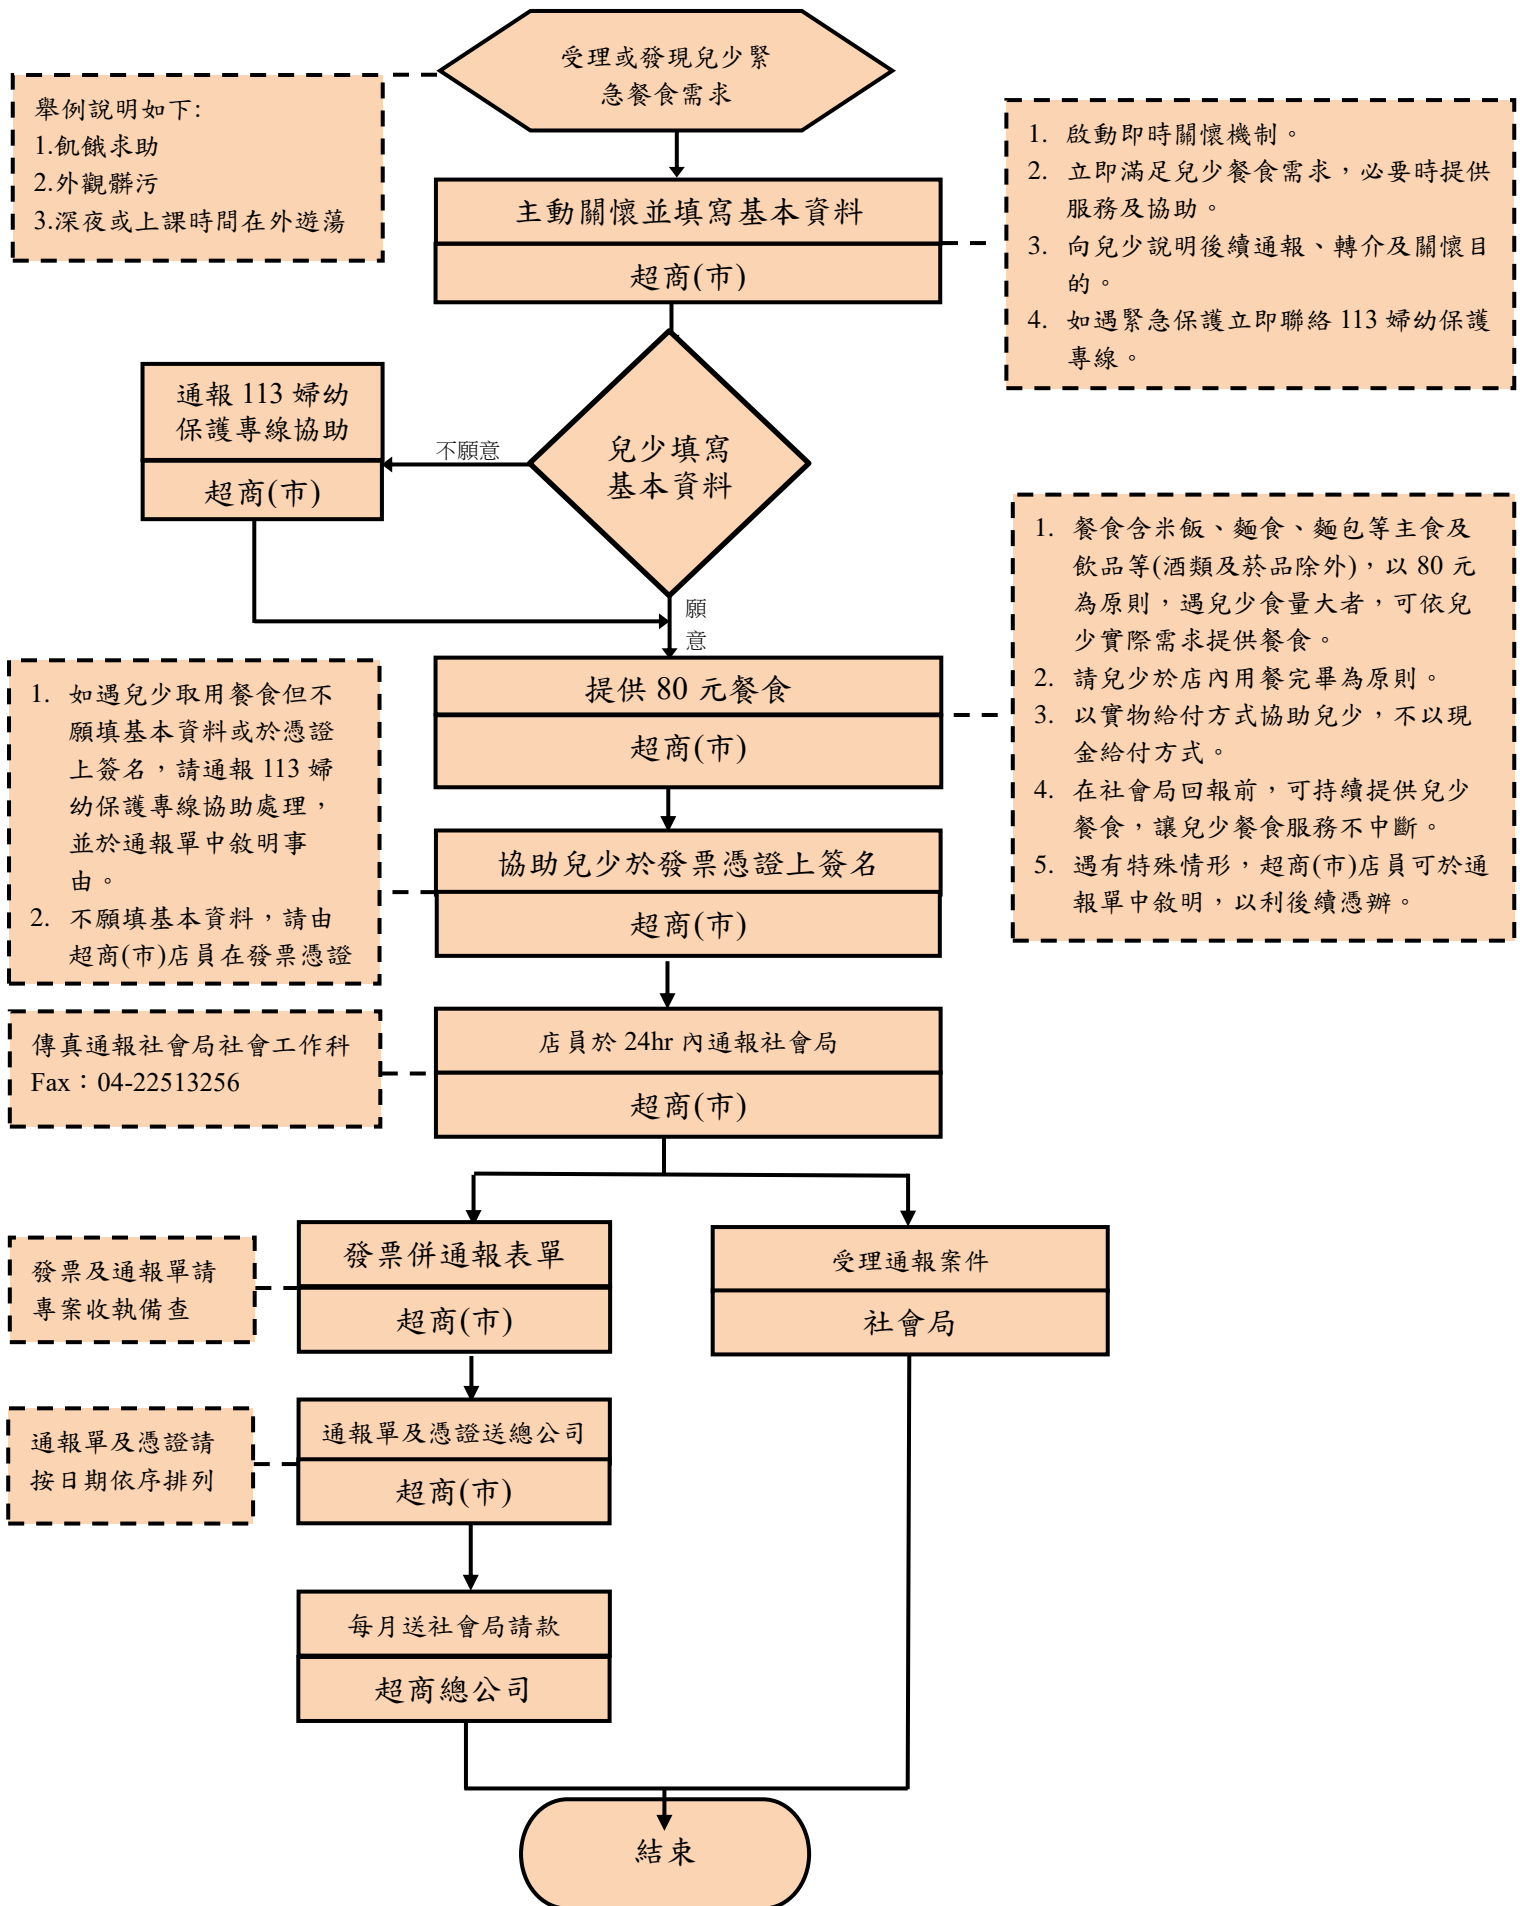 受理或發現兒少緊
急餐食需求
舉例說明如下:
1.飢餓求助
2.外觀髒污
3.深夜或上課時間在外遊蕩
主動關懷並填寫基本資料
超商(市)
1. 啟動即時關懷機制。
2. 立即滿足兒少餐食需求，必要時提供
服務及協助。
3. 向兒少說明後續通報、轉介及關懷目
的。
4. 如遇緊急保護立即聯絡 113 婦幼保護
專線。
兒少填寫
基本資料
不願意
通報 113 婦幼
保護專線協助
超商(市)
願
意
提供 80 元餐食
超商(市)
1. 餐食含米飯、麵食、麵包等主食及
飲品等(酒類及菸品除外)，以 80 元
為原則，遇兒少食量大者，可依兒
少實際需求提供餐食。
2. 請兒少於店內用餐完畢為原則。
3. 以實物給付方式協助兒少，不以現
金給付方式。
4. 在社會局回報前，可持續提供兒少
餐食，讓兒少餐食服務不中斷。
5. 遇有特殊情形，超商(市)店員可於通
報單中敘明，以利後續憑辦。
1. 如遇兒少取用餐食但不
願填基本資料或於憑證
上簽名，請通報 113 婦
幼保護專線協助處理，
並於通報單中敘明事
由。
2. 不願填基本資料，請由
超商(市)店員在發票憑證
協助兒少於發票憑證上簽名
超商(市)
傳真通報社會局社會工作科
Fax：04-22513256
店員於 24hr 內通報社會局
超商(市)
發票及通報單請
專案收執備查
發票併通報表單
超商(市)
受理通報案件
社會局
通報單及憑證請
按日期依序排列
通報單及憑證送總公司
超商(市)
每月送社會局請款
超商總公司
結束